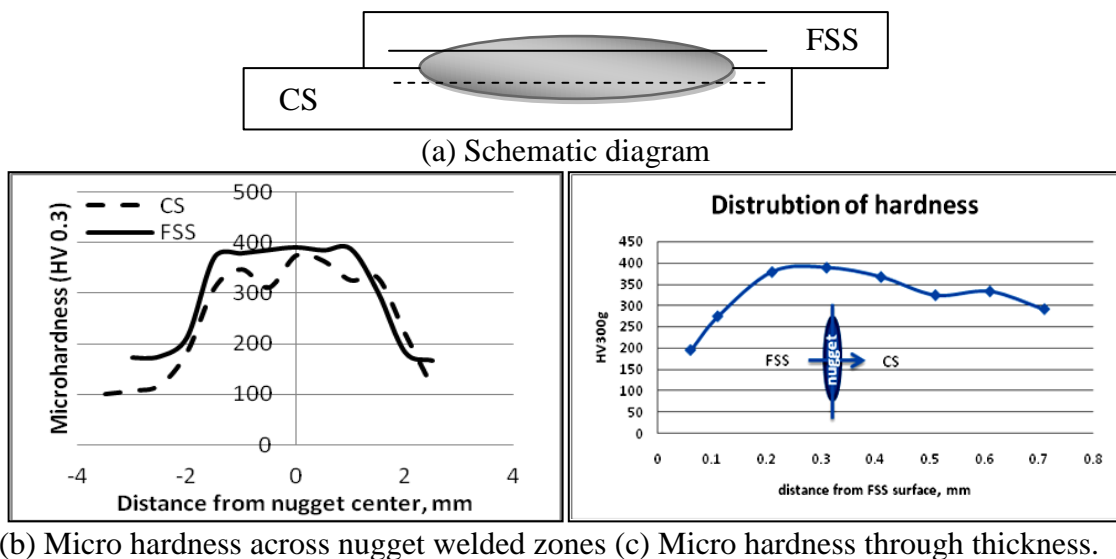 FSS
CS
(a) Schematic diagram
Microhardness (HV 0.3)
500
400
300
200
100
0
CS
FSS
-4
-2
0
2
4
Distance from nugget center, mm
Distrubtion of hardness
HV300g
450
400
350
300
250
200
150
100
50
0
FSS
nugget
CS
0
0.1
0.2
0.3
0.4
0.5
0.6
0.7
0.8
distance from FSS surface, mm
(b) Micro hardness across nugget welded zones (c) Micro hardness through thickness.